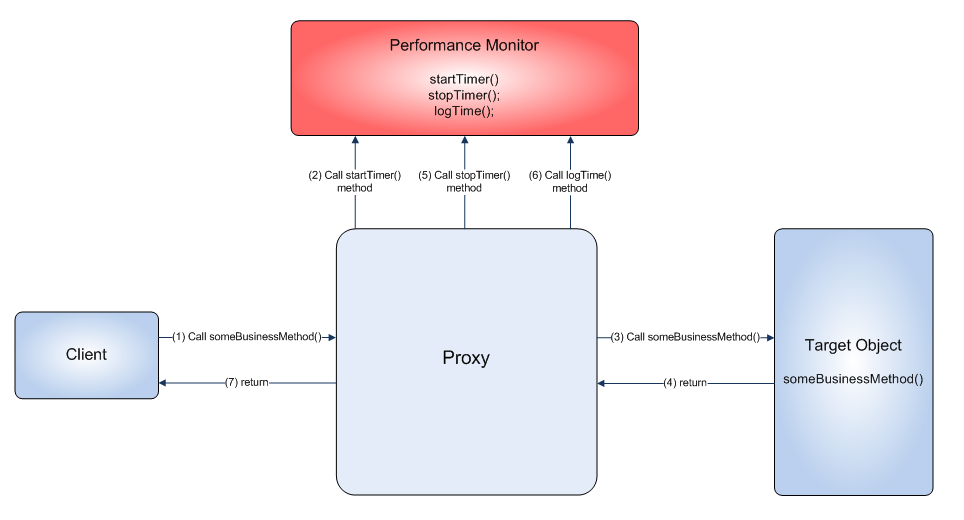 Performance Monitor
startTimer()
stopTimer();
logTime();
(2) Call startTimer()
method
(5) Call stopTimer()
method
(6) Call logTime()
method
Client
(1) Call someBusinessMethod()
(7) return
Proxy
(3) Call someBusinessMethod()
(4) return
Target Object
someBusinessMethod()